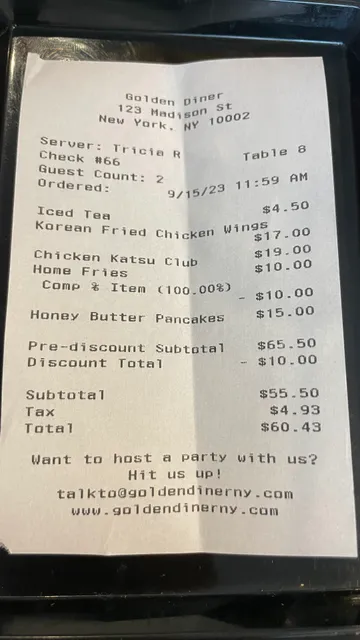 Golden Diner
123 Madison St
New York, NY 10002
Server: Tricia R Table 8
Check #66
Guest Count: 2
Ordered: 9/15/23 11:59 AM
Iced Tea $4.50
Korean Fried Chicken Wings
$17.00
Chicken Katsu Club $19.00
Home Fries $10.00
Comp % Item (100.00%)
- $10.00
Honey Butter Pancakes $15.00
Pre-discount Subtotal $65.50
Discount Total - $10.00
Subtotal $55.50
Tax $4.93
Total $60.43
Want to host a party with us?
Hit us up!
talkto@goldendinerny.com
www.goldendinerny.com